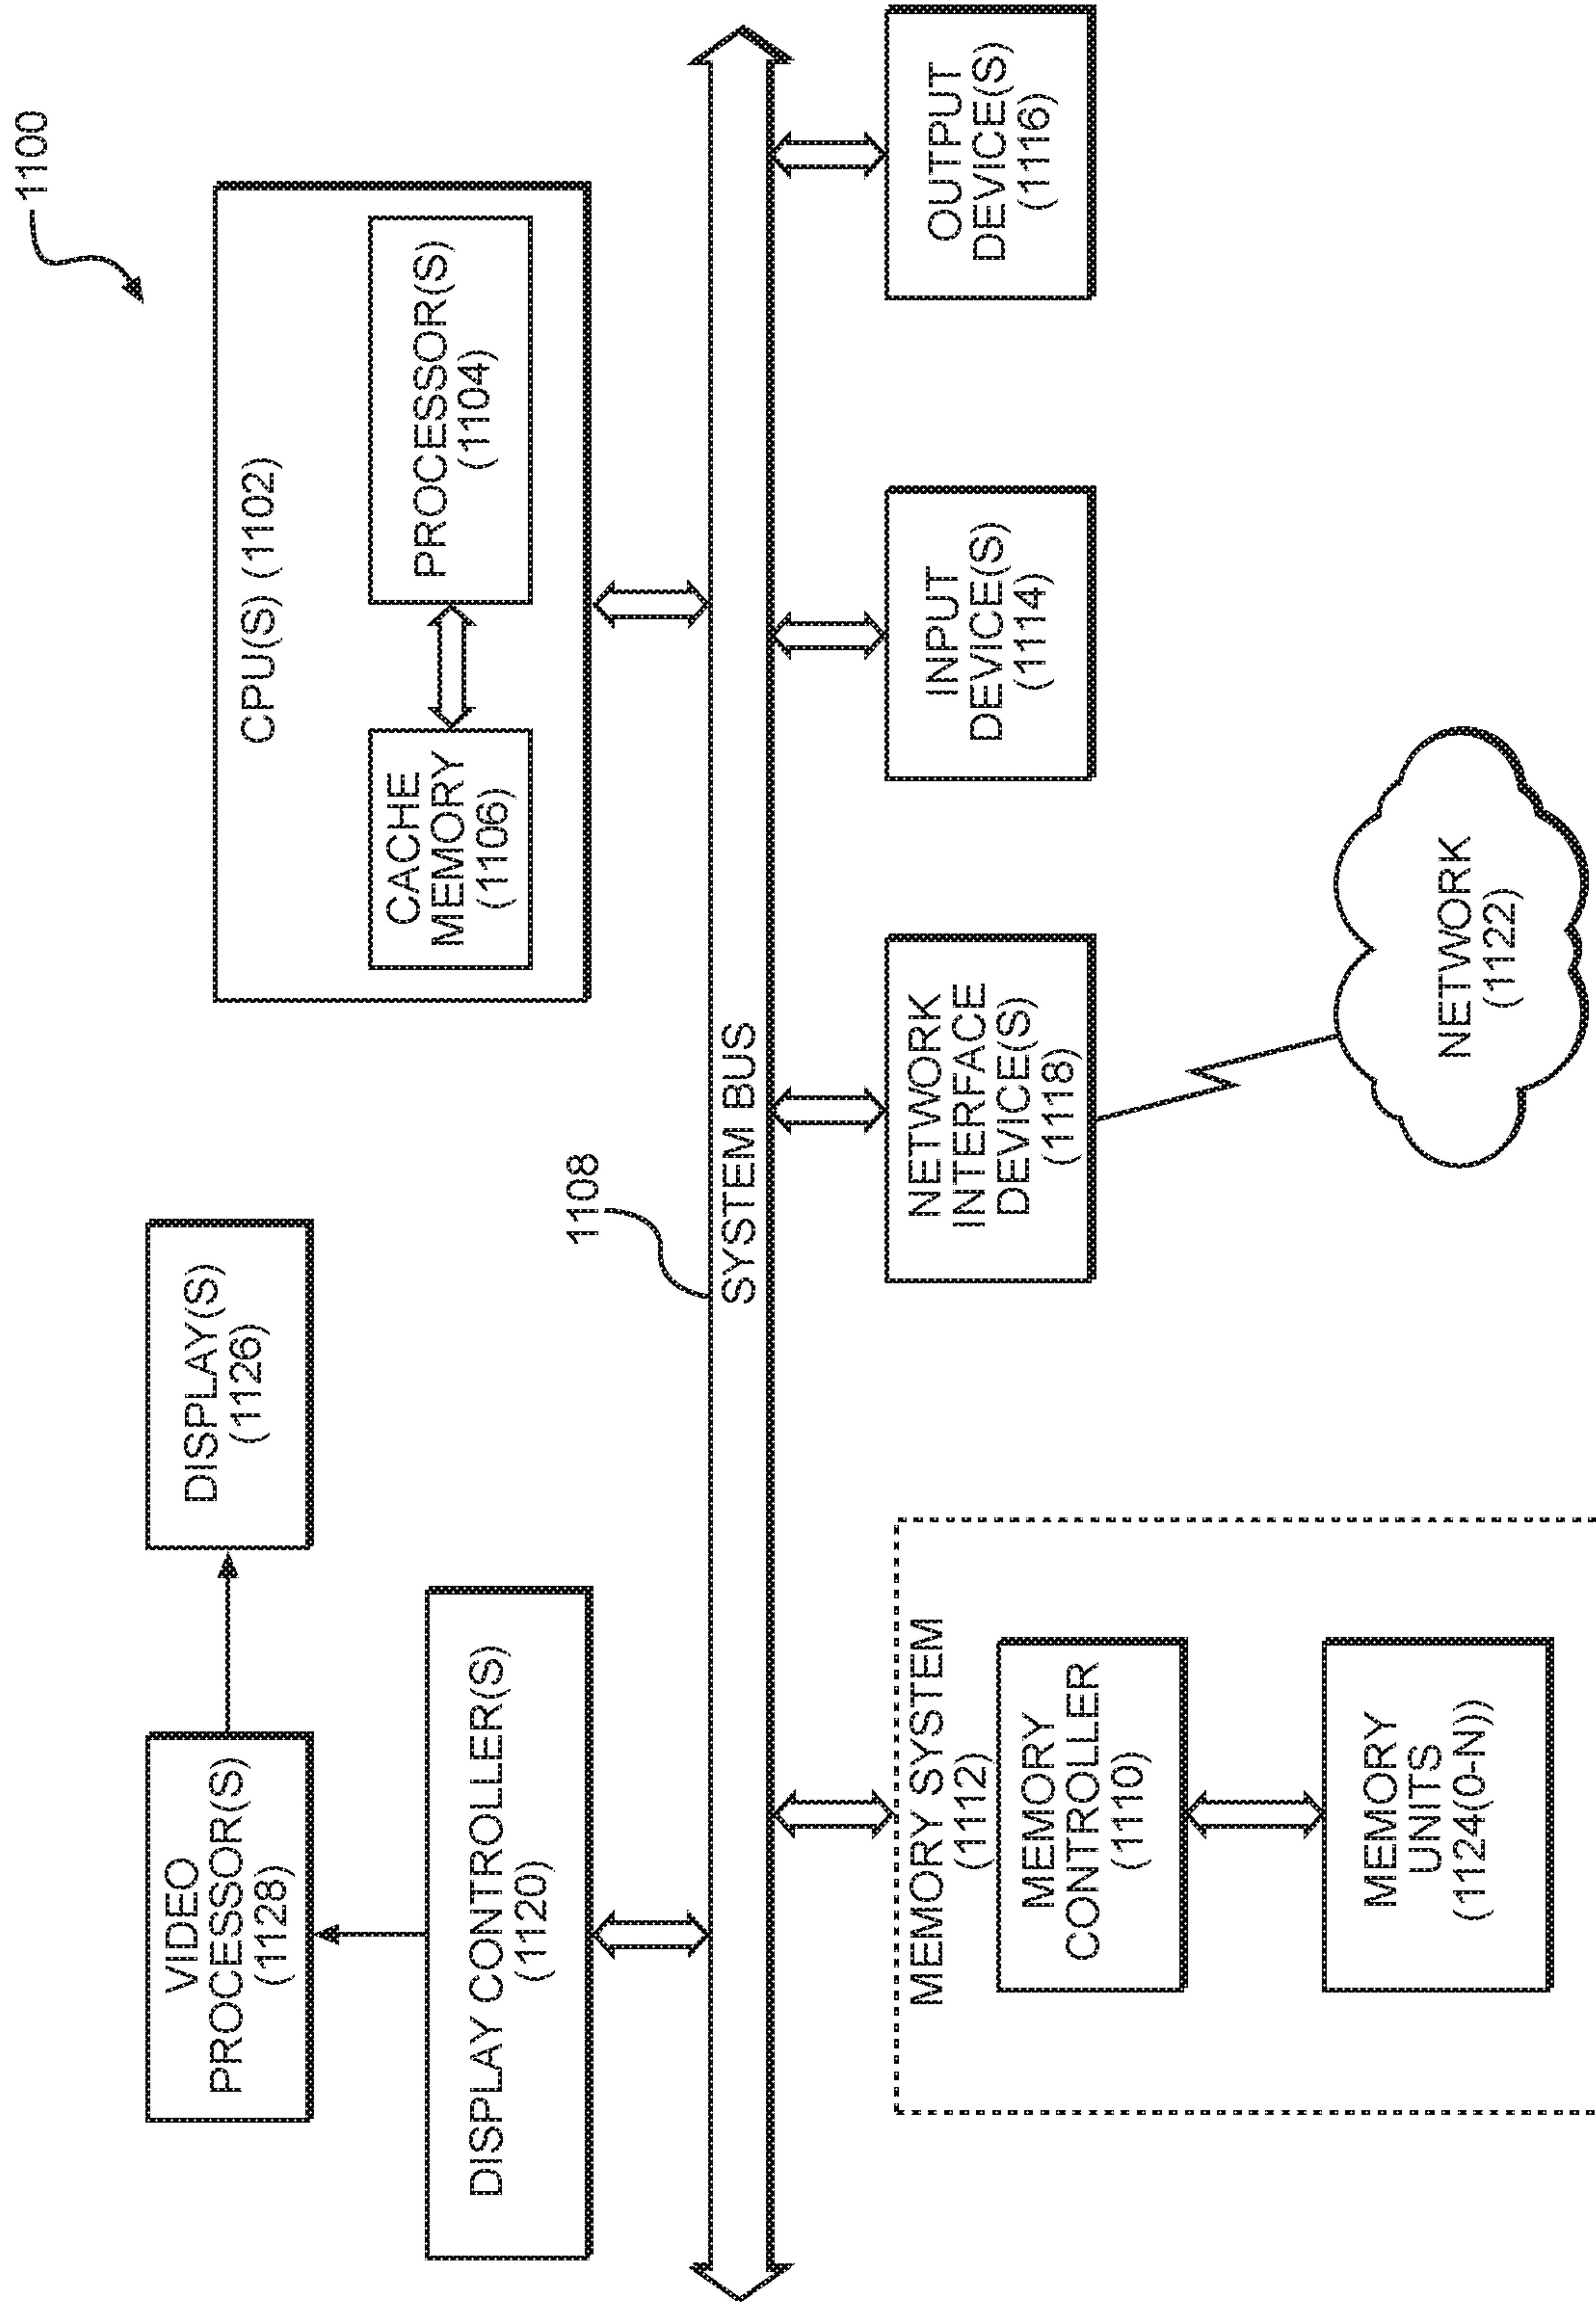 1100
VIDEO
PROCESSOR(S)
(1128)
DISPLAY(S)
(1126)
CPU(S) (1102)
CACHE
MEMORY
(1106)
PROCESSOR(S)
(1104)
DISPLAY CONTROLLER(S)
(1120)
1108
SYSTEM BUS
MEMORY SYSTEM
(1112)
MEMORY
CONTROLLER
(1110)
MEMORY
UNITS
(1124(0-N))
NETWORK
INTERFACE
DEVICE(S)
(1118)
INPUT
DEVICE(S)
(1114)
OUTPUT
DEVICE(S)
(1116)
NETWORK
(1122)